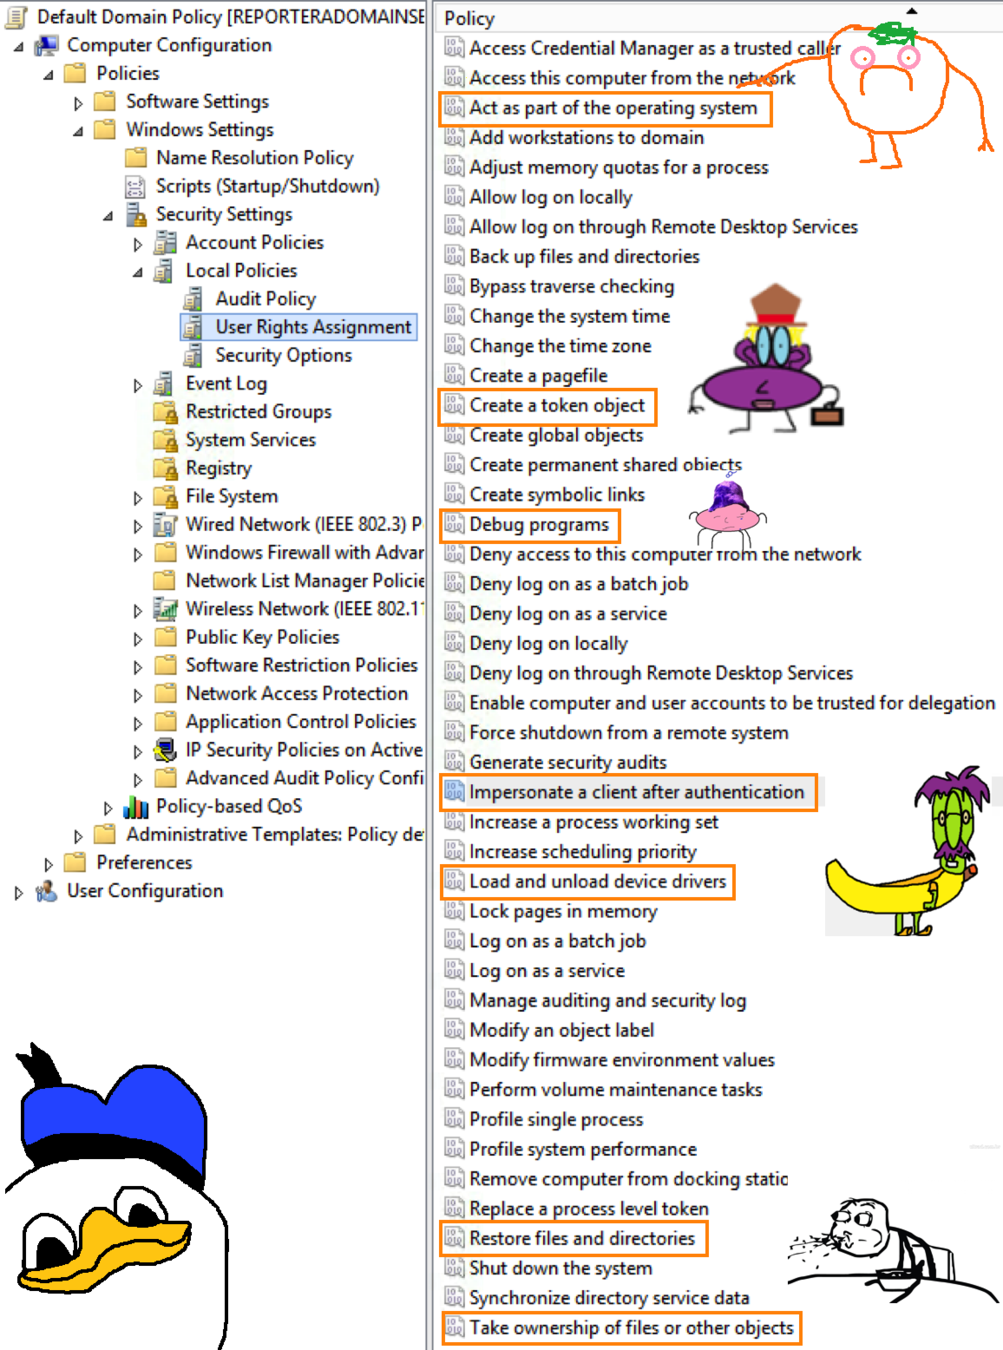 Default Domain Policy [REPORTERADOMAINSE
Computer Configuration
Policies
Software Settings
Windows Settings
Name Resolution Policy
Scripts (Startup/Shutdown)
Security Settings
Account Policies
Local Policies
Audit Policy
User Rights Assignment
Security Options
Event Log
Restricted Groups
System Services
Registry
File System
Wired Network (IEEE 802.3) P
Windows Firewall with Advar
Network List Manager Policie
Wireless Network (IEEE 802.11
Public Key Policies
Software Restriction Policies
Network Access Protection
Application Control Policies
IP Security Policies on Active
Advanced Audit Policy Confi
Policy-based QoS
Administrative Templates: Policy de
Preferences
User Configuration
Policy
Access Credential Manager as a trusted caller
Access this computer from the network
Act as part of the operating system
Add workstations to domain
Adjust memory quotas for a process
Allow log on locally
Allow log on through Remote Desktop Services
Back up files and directories
Bypass traverse checking
Change the system time
Change the time zone
Create a pagefile
Create a token object
Create global objects
Create permanent shared objects
Create symbolic links
Debug programs
Deny access to this computer from the network
Deny log on as a batch job
Deny log on as a service
Deny log on locally
Deny log on through Remote Desktop Services
Enable computer and user accounts to be trusted for delegation
Force shutdown from a remote system
Generate security audits
Impersonate a client after authentication
Increase a process working set
Increase scheduling priority
Load and unload device drivers
Lock pages in memory
Log on as a batch job
Log on as a service
Manage auditing and security log
Modify an object label
Modify firmware environment values
Perform volume maintenance tasks
Profile single process
Profile system performance
Remove computer from docking static
Replace a process level token
Restore files and directories
Shut down the system
Synchronize directory service data
Take ownership of files or other objects